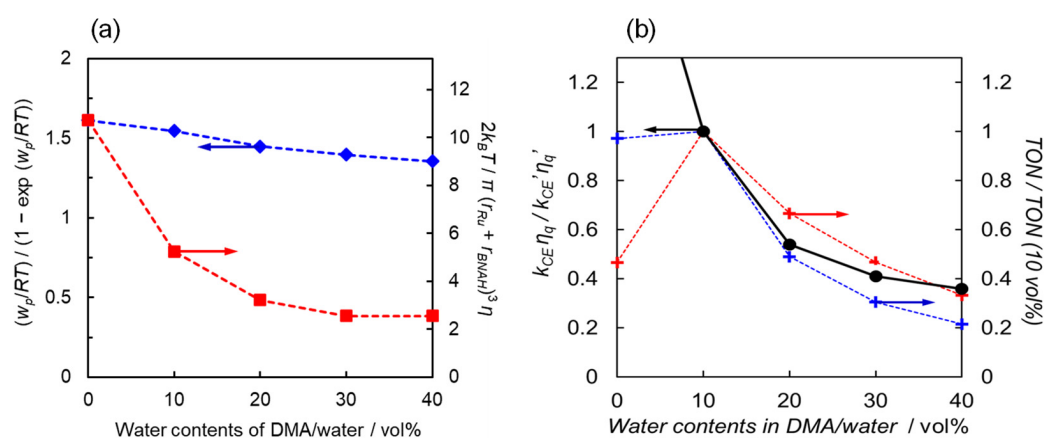 (a)
2
1.5
1
0.5
0
(w_p/RT) / (1 − exp (w_p/RT))
12
10
8
6
4
2
0
2k_BT / π (r_Ru + r_BNAH)^3 η
0 10 20 30 40
Water contents of DMA/water / vol%
(b)
1.2
1
0.8
0.6
0.4
0.2
0
k_CE η_q / k_CE' η_q'
1.2
1
0.8
0.6
0.4
0.2
0
TON / TON (10 vol%)
0 10 20 30 40
Water contents in DMA/water / vol%